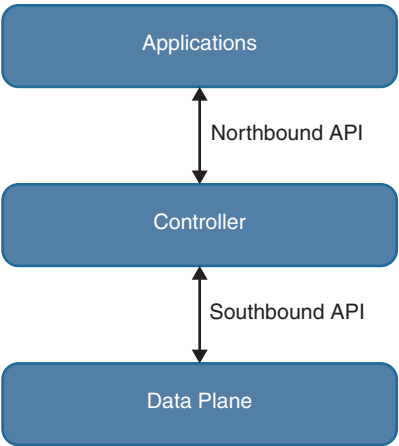 Applications
Northbound API
Controller
Southbound API
Data Plane